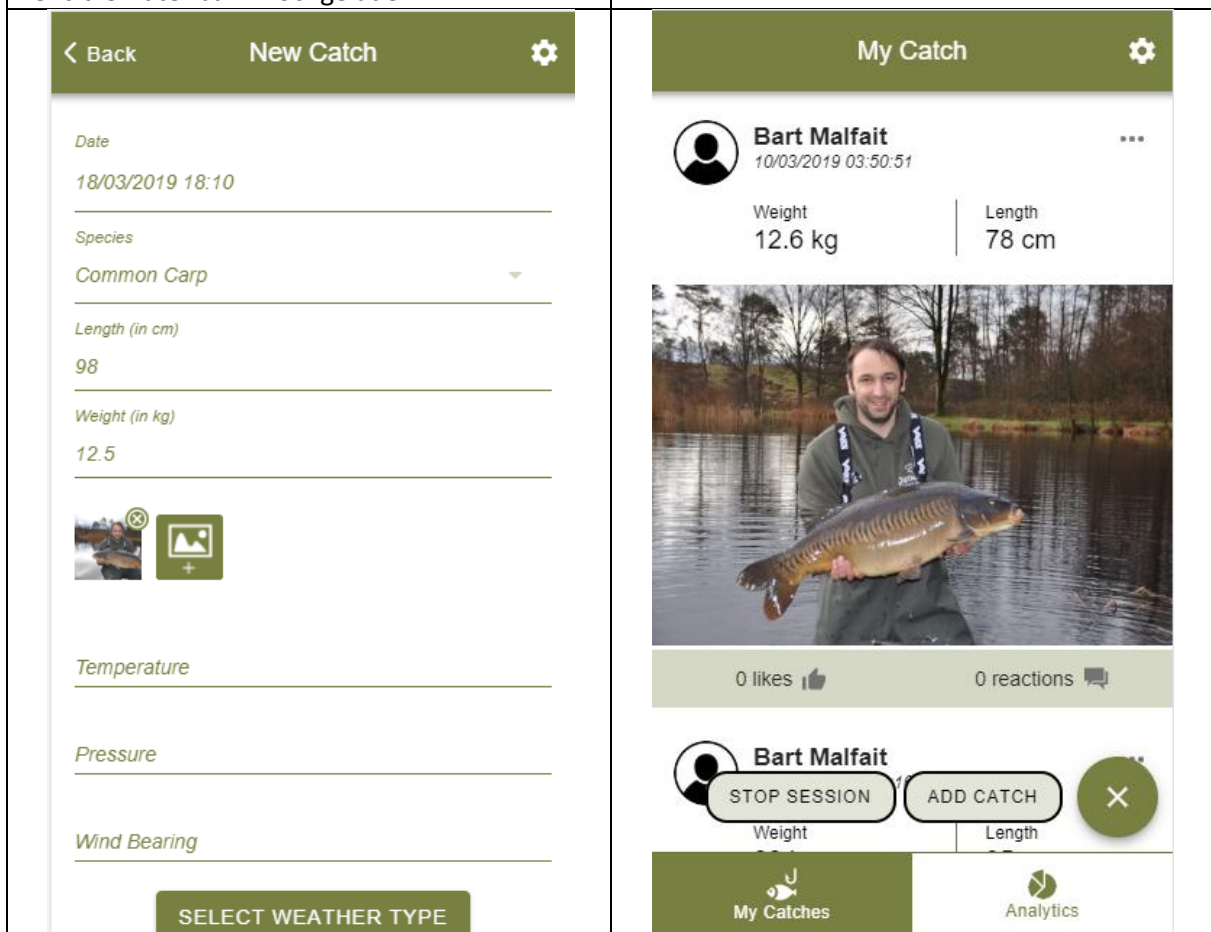 Back
New Catch
Date
18/03/2019 18:10
Species
Common Carp
Length (in cm)
98
Weight (in kg)
12.5
Temperature
Pressure
Wind Bearing
SELECT WEATHER TYPE
My Catch
Bart Malfait
10/03/2019 03:50:51
Weight
Length
12.6 kg
78 cm
0 likes
0 reactions
Bart Malfait
STOP SESSION
ADD CATCH
Weight
Length
My Catches
Analytics